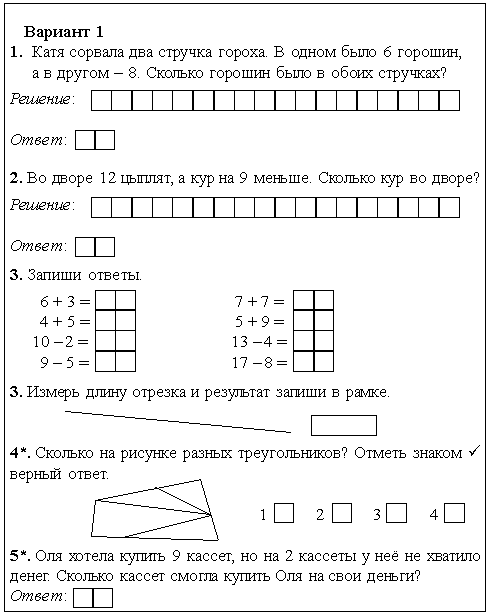 Вариант 1
1. Катя сорвала два стручка гороха. В одном было 6 горошин,
а в другом – 8. Сколько горошин было в обоих стручках?
Решение:
Ответ:
2. Во дворе 12 цыплят, а кур на 9 меньше. Сколько кур во дворе?
Решение:
Ответ:
3. Запиши ответы.
6 + 3 = 7 + 7 =
4 + 5 = 5 + 9 =
10 –2 = 13 –4 =
9 – 5 = 17 –8 =
3. Измерь длину отрезка и результат запиши в рамке.
4*. Сколько на рисунке разных треугольников? Отметь знаком ✓
верный ответ.
1 2 3 4
5*. Оля хотела купить 9 кассет, но на 2 кассеты у неё не хватило
денег. Сколько кассет смогла купить Оля на свои деньги?
Ответ: